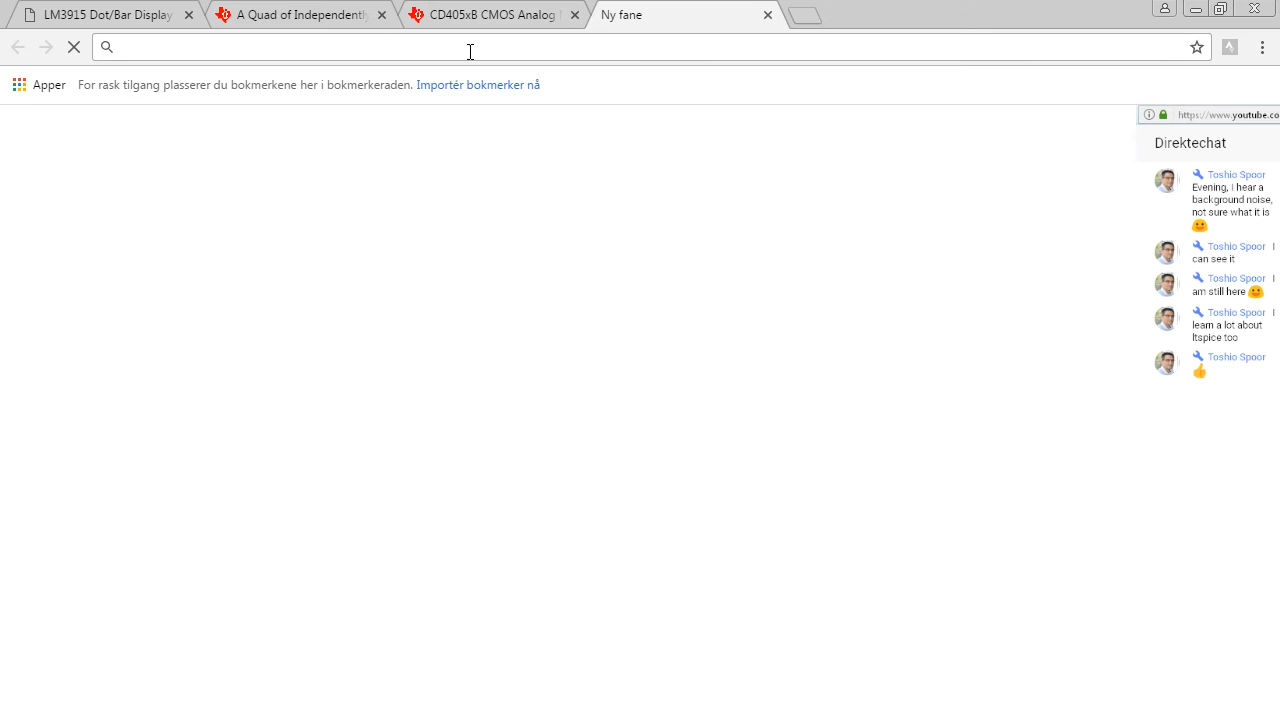 LM3915 Dot/Bar Display
A Quad of Independently
CD405xB CMOS Analog
Ny fane
Apper
For rask tilgang plasserer du bokmerkene her i bokmerkeraden. Importér bokmerker nå
https://www.youtube.co
Direktechat
Toshio Spoor
Evening, I hear a
background noise,
not sure what it is
Toshio Spoor I
can see it
Toshio Spoor I
am still here
Toshio Spoor I
learn a lot about
ltspice too
Toshio Spoor